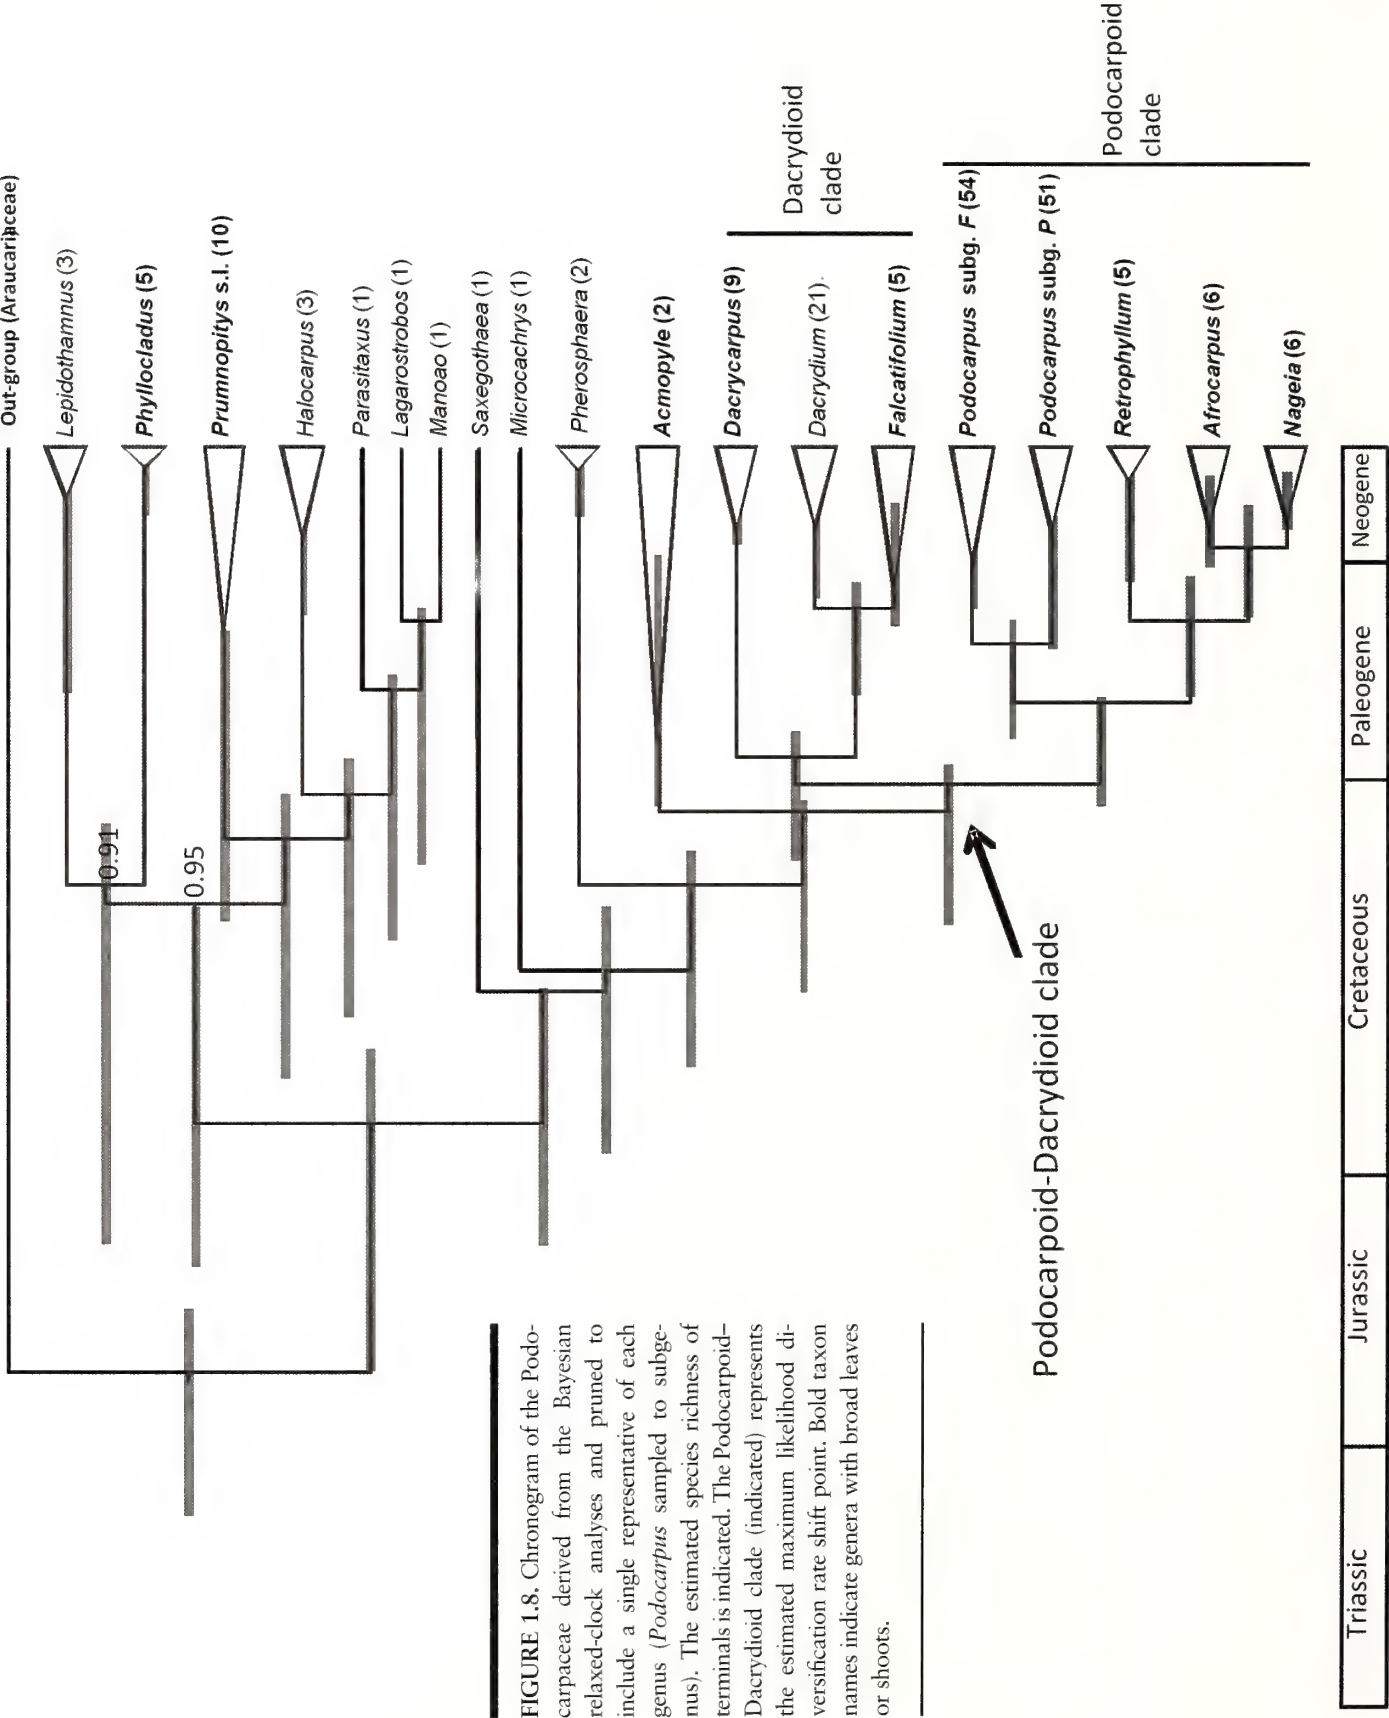 Out-group (Araucariaceae)
Lepidothamnus (3)
Phyllocladus (5)
Prumnopitys s.l. (10)
Halocarpus (3)
Parasitaxus (1)
Lagarostrobos (1)
Manoao (1)
Saxegothaea (1)
Microcachrys (1)
Pherosphaera (2)
Acmopyle (2)
Dacrycarpus (9)
Dacrydium (21)
Falcatifolium (5)
Podocarpus subg. F (54)
Podocarpus subg. P (51)
Retrophyllum (5)
Afrocarpus (6)
Nageia (6)
Dacrydioid
clade
Podocarpoid
clade
0.91
0.95
Podocarpoid-Dacrydioid clade
Triassic
Jurassic
Cretaceous
Paleogene
Neogene
FIGURE 1.8. Chronogram of the Podo-
carpaceae derived from the Bayesian
relaxed-clock analyses and pruned to
include a single representative of each
genus (Podocarpus sampled to subge-
nus). The estimated species richness of
terminals is indicated. The Podocarpoid–
Dacrydioid clade (indicated) represents
the estimated maximum likelihood di-
versification rate shift point. Bold taxon
names indicate genera with broad leaves
or shoots.